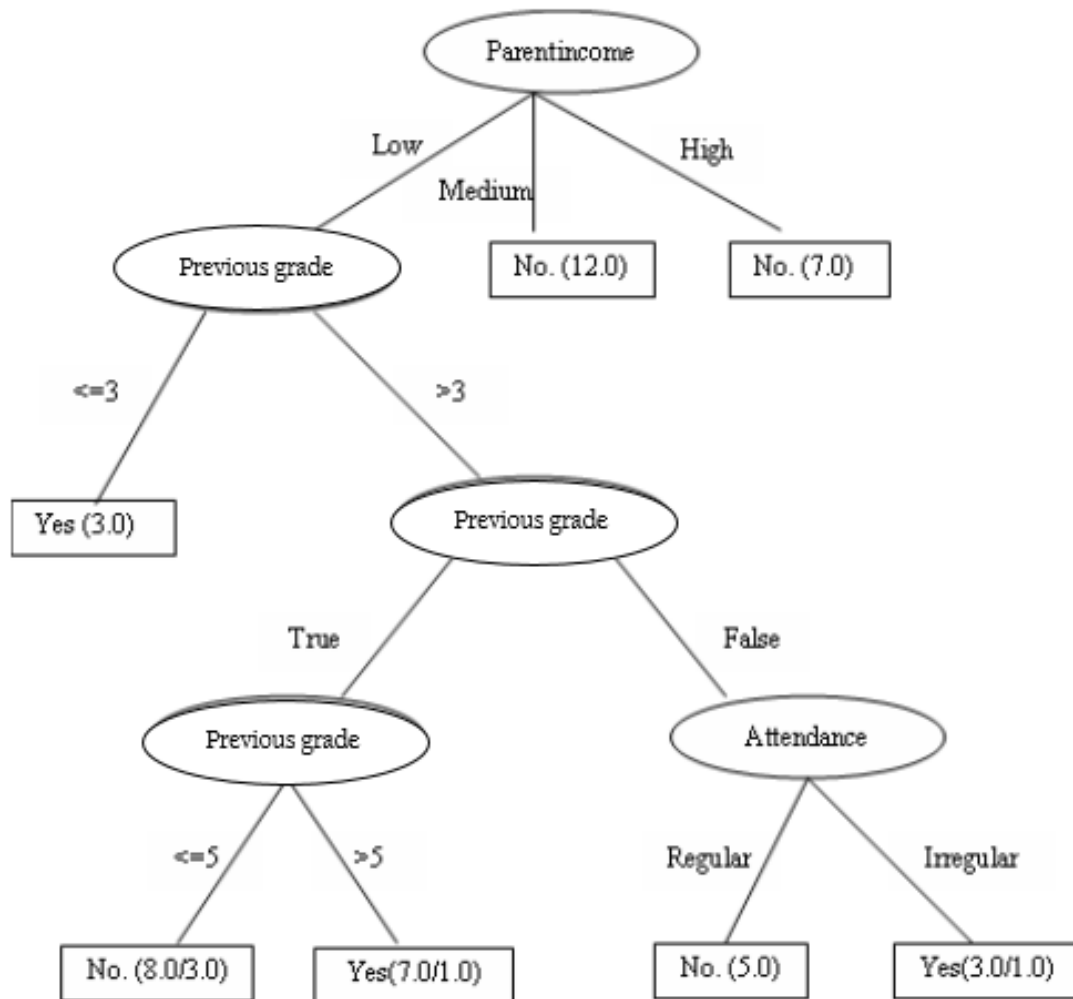 Parentincome
Low
Medium
High
Previous grade
No. (12.0)
No. (7.0)
<=3
>3
Yes (3.0)
Previous grade
True
False
Previous grade
Attendance
<=5
>5
Regular
Irregular
No. (8.0/3.0)
Yes(7.0/1.0)
No. (5.0)
Yes(3.0/1.0)